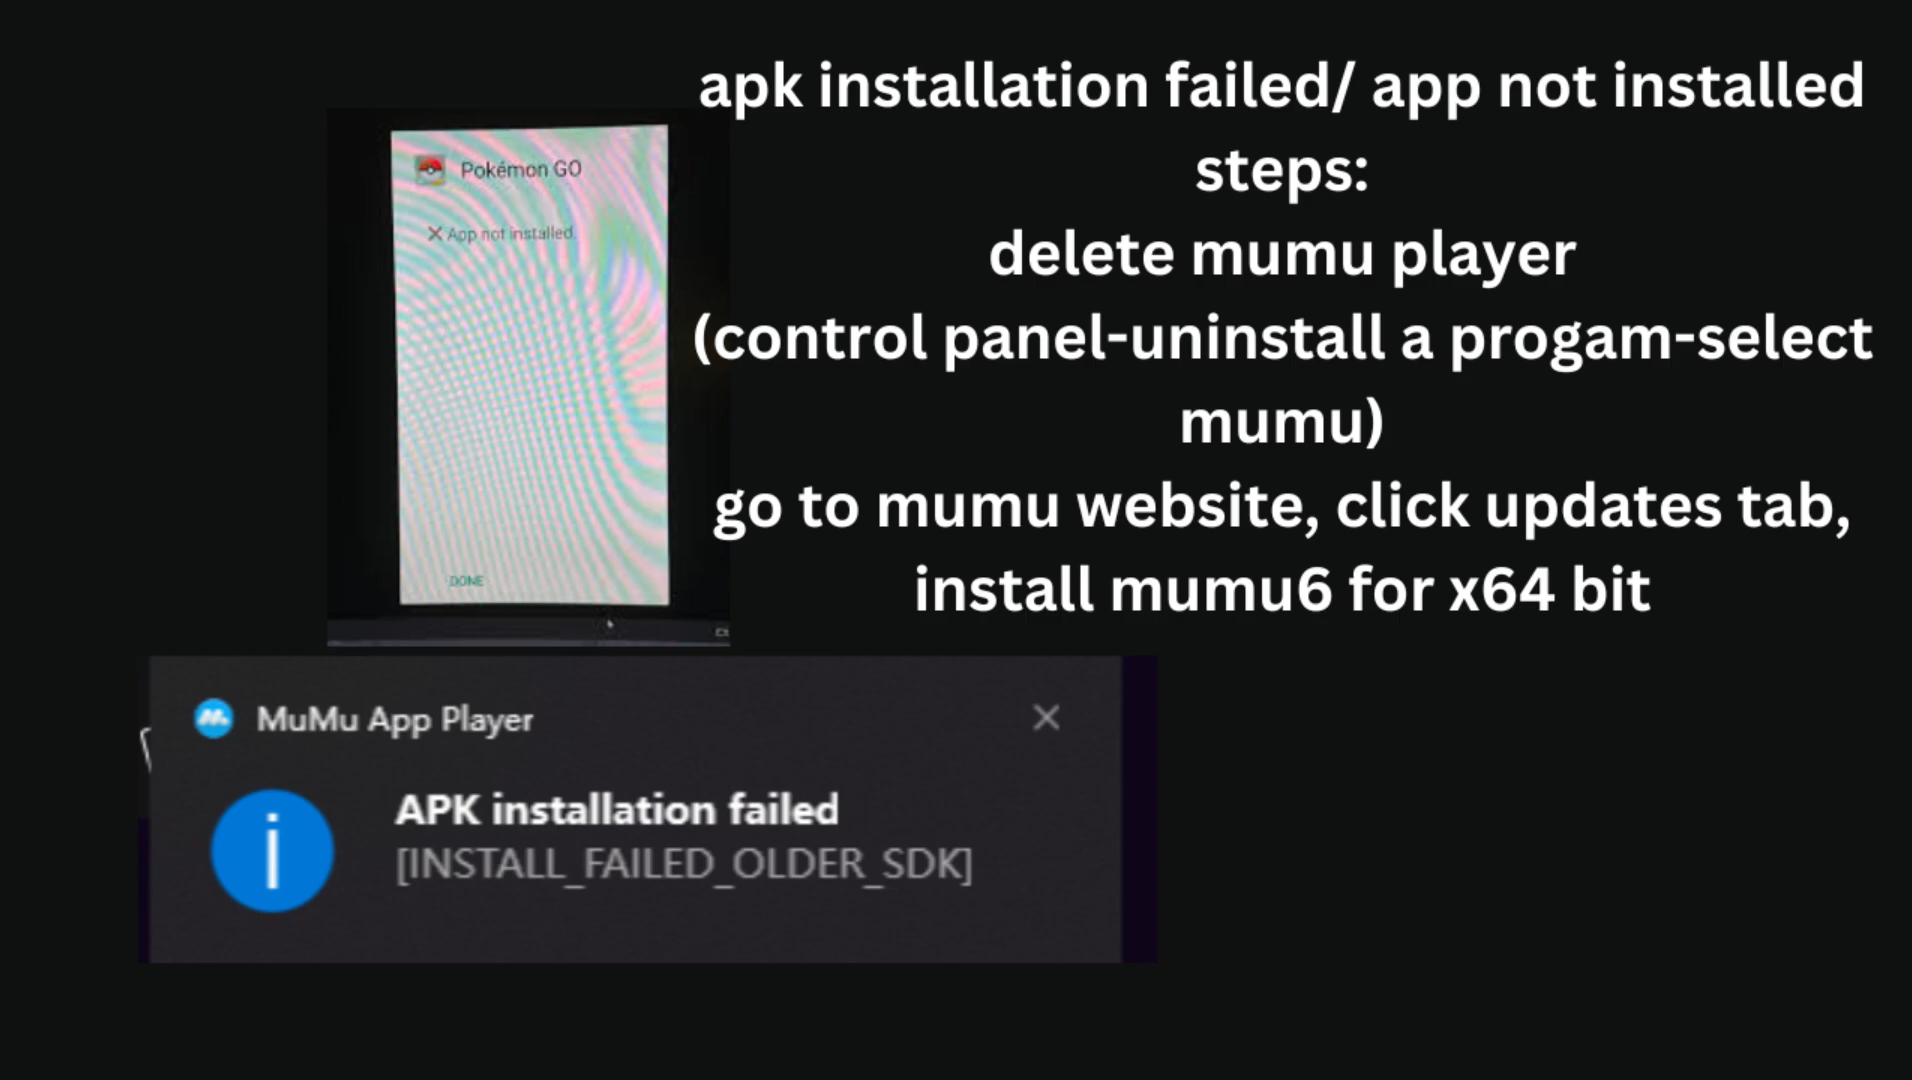 apk installation failed/ app not installed
steps:
delete mumu player
(control panel-uninstall a progam-select
mumu)
go to mumu website, click updates tab,
install mumu6 for x64 bit
Pokémon GO
App not installed.
DONE
MuMu App Player
APK installation failed
[INSTALL_FAILED_OLDER_SDK]